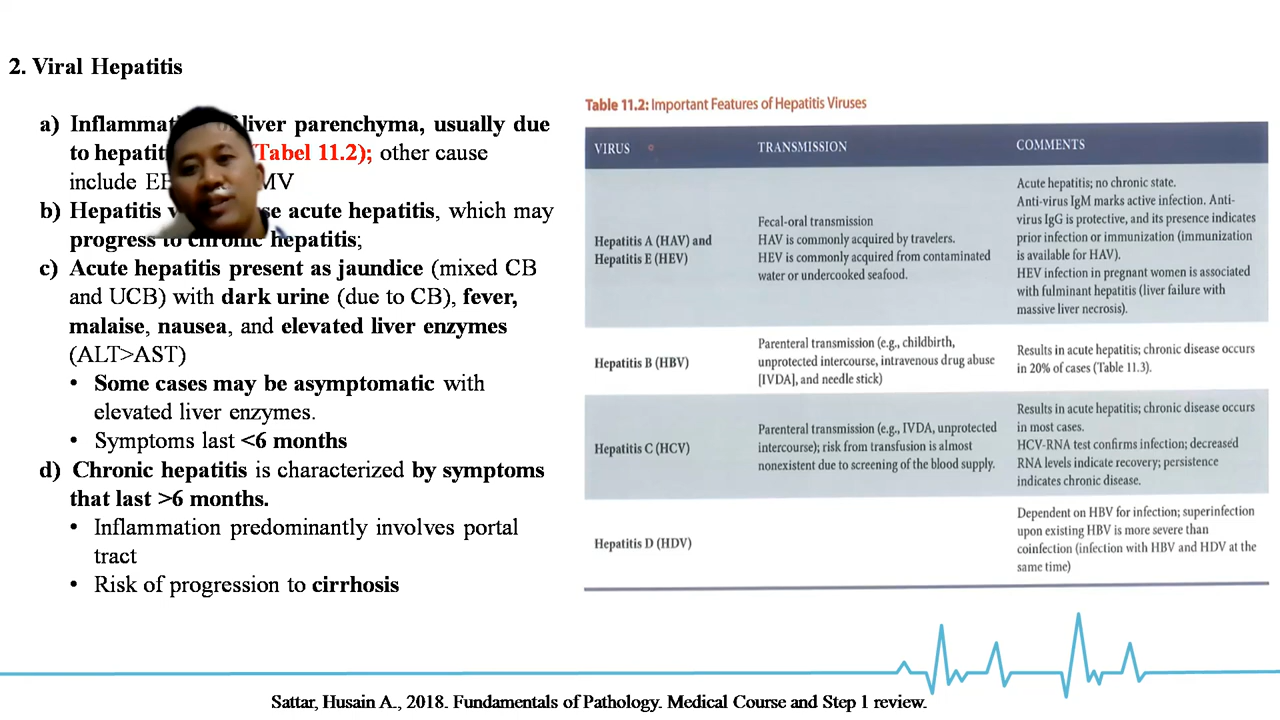 2. Viral Hepatitis
a) Inflamma liver parenchyma, usually due
to hepatit (Tabel 11.2); other cause
include MV
b) Hepatitis se acute hepatitis, which may
progress to chronic hepatitis;
c) Acute hepatitis present as jaundice (mixed CB
and UCB) with dark urine (due to CB), fever,
malaise, nausea, and elevated liver enzymes
(ALT>AST)
• Some cases may be asymptomatic with
elevated liver enzymes.
• Symptoms last <6 months
d) Chronic hepatitis is characterized by symptoms
that last >6 months.
• Inflammation predominantly involves portal
tract
• Risk of progression to cirrhosis
Table 11.2: Important Features of Hepatitis Viruses
VIRUS TRANSMISSION COMMENTS
Hepatitis A (HAV) and
Hepatitis E (HEV)
Fecal-oral transmission
HAV is commonly acquired by travelers.
HEV is commonly acquired from contaminated
water or undercooked seafood.
Acute hepatitis; no chronic state.
Anti-virus IgM marks active infection. Anti-
virus IgG is protective, and its presence indicates
prior infection or immunization (immunization
is available for HAV).
HEV infection in pregnant women is associated
with fulminant hepatitis (liver failure with
massive liver necrosis).
Hepatitis B (HBV)
Parenteral transmission (e.g., childbirth,
unprotected intercourse, intravenous drug abuse
[IVDA], and needle stick)
Results in acute hepatitis; chronic disease occurs
in 20% of cases (Table 11.3).
Hepatitis C (HCV)
Parenteral transmission (e.g., IVDA, unprotected
intercourse); risk from transfusion is almost
nonexistent due to screening of the blood supply.
Results in acute hepatitis; chronic disease occurs
in most cases.
HCV-RNA test confirms infection; decreased
RNA levels indicate recovery; persistence
indicates chronic disease.
Hepatitis D (HDV)
Dependent on HBV for infection; superinfection
upon existing HBV is more severe than
coinfection (infection with HBV and HDV at the
same time)
Sattar, Husain A., 2018. Fundamentals of Pathology. Medical Course and Step 1 review.